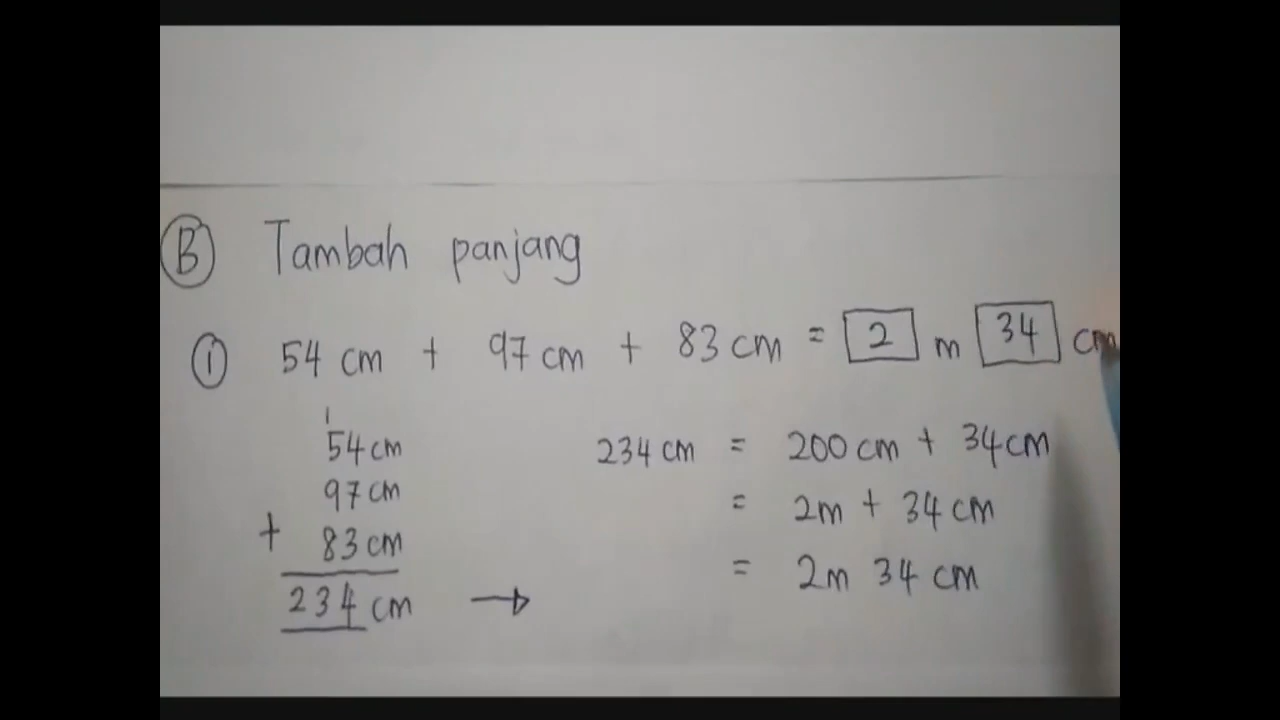 B Tambah panjang
1 54 cm + 97 cm + 83 cm = 2 m 34 cm
1
54 cm
97 cm
+ 83 cm
234 cm →
234 cm = 200 cm + 34 cm
= 2m + 34 cm
= 2m 34 cm